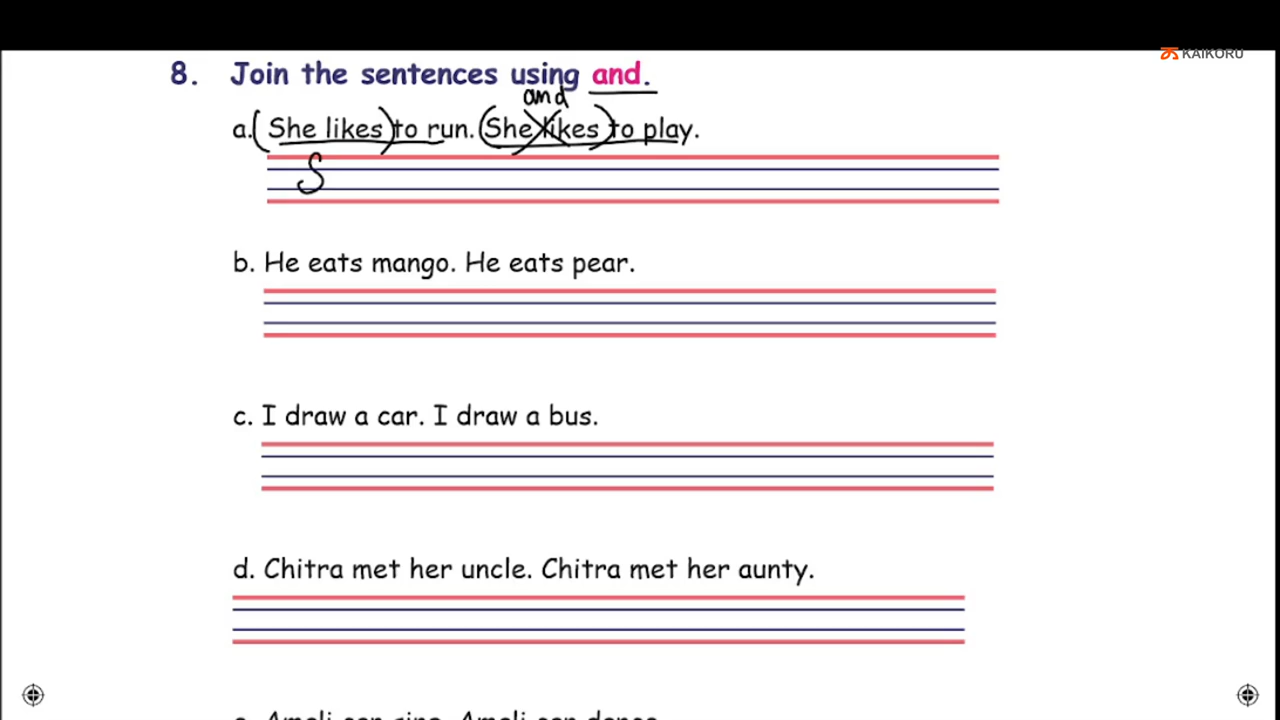 KAIKORU
8. Join the sentences using and.
and
a. (She likes) to run. (She likes) to play.
S
b. He eats mango. He eats pear.
c. I draw a car. I draw a bus.
d. Chitra met her uncle. Chitra met her aunty.